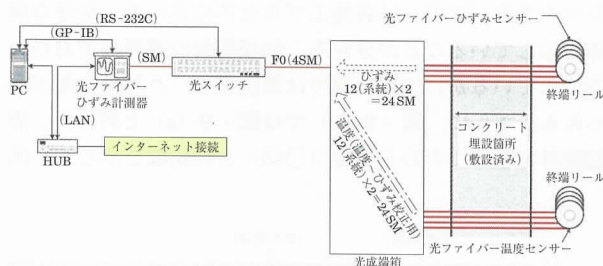 (RS-232C)
(GP-IB)
(SM)
F0(4SM)
PC
光ファイバー
ひずみ計測器
光スイッチ
(LAN)
HUB
インターネット接続
ひずみ
12(系統)×2
=24SM
温度(温度〜ひずみ校正用)
12(系統)×2=24SM
光成端箱
光ファイバーひずみセンサー
終端リール
コンクリート
埋設箇所
(敷設済み)
終端リール
光ファイバー温度センサー